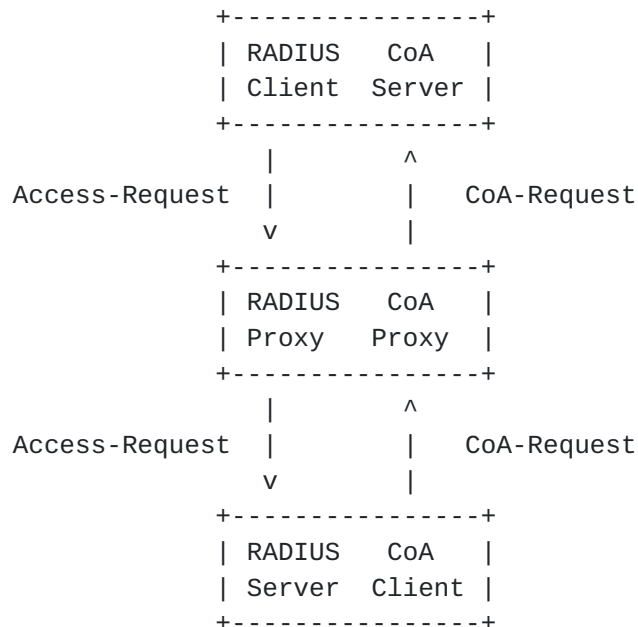 +----------------+
| RADIUS   CoA   |
| Client  Server |
+----------------+
   |        ^
Access-Request  |        |   CoA-Request
   v        |
+----------------+
| RADIUS   CoA   |
| Proxy   Proxy  |
+----------------+
   |        ^
Access-Request  |        |   CoA-Request
   v        |
+----------------+
| RADIUS   CoA   |
| Server  Client |
+----------------+